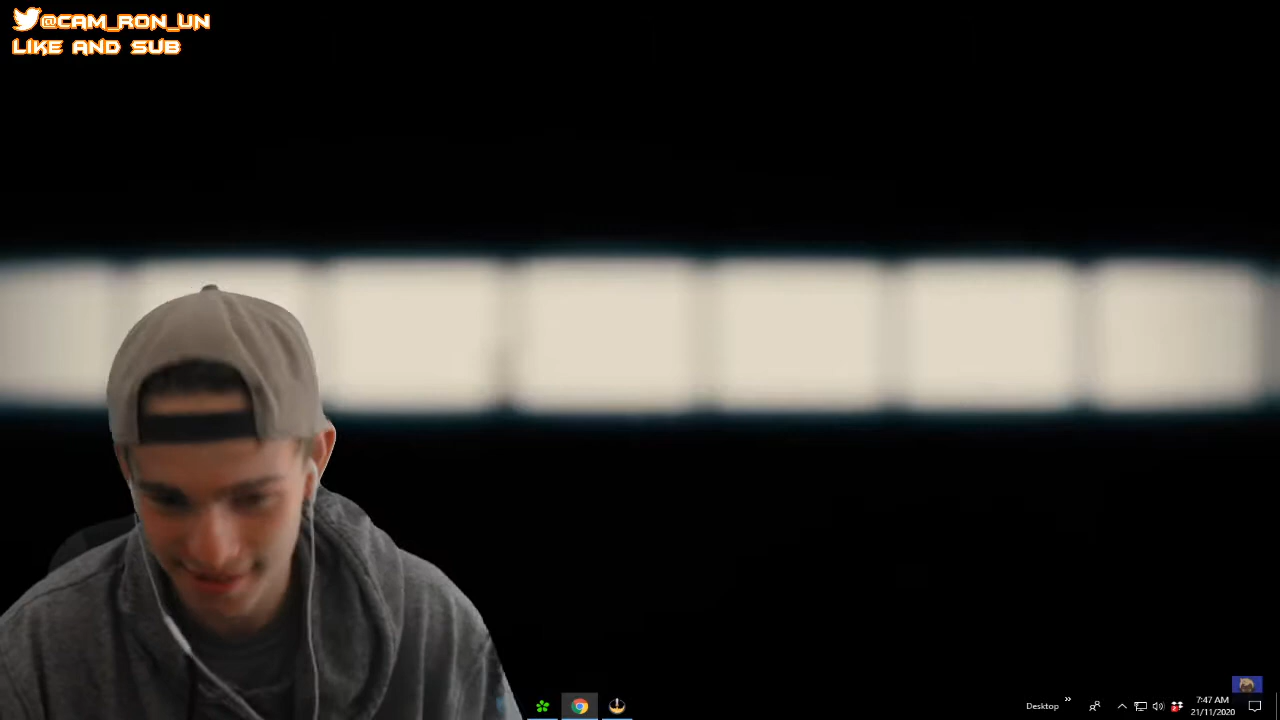 @CAM_RON_UN
LIKE AND SUB
Desktop
7:47 AM
21/11/2020